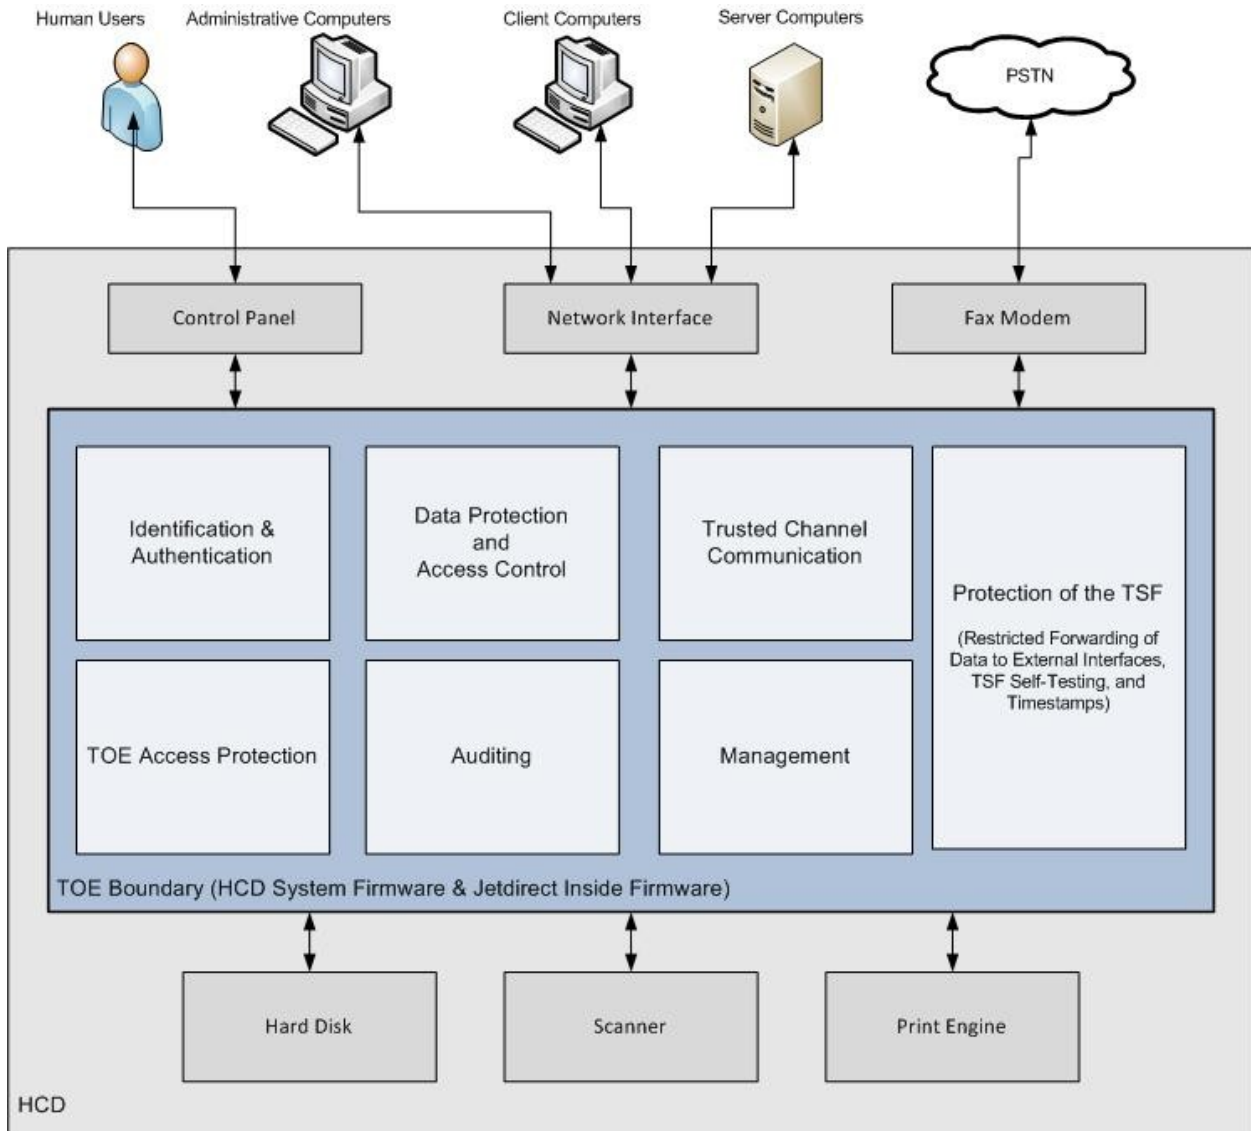 Human Users
Administrative Computers
Client Computers
Server Computers
PSTN
Control Panel
Network Interface
Fax Modem
Identification &
Authentication
Data Protection
and
Access Control
Trusted Channel
Communication
Protection of the TSF
(Restricted Forwarding of
Data to External Interfaces,
TSF Self-Testing, and
Timestamps)
TOE Access Protection
Auditing
Management
TOE Boundary (HCD System Firmware & Jetdirect Inside Firmware)
Hard Disk
Scanner
Print Engine
HCD